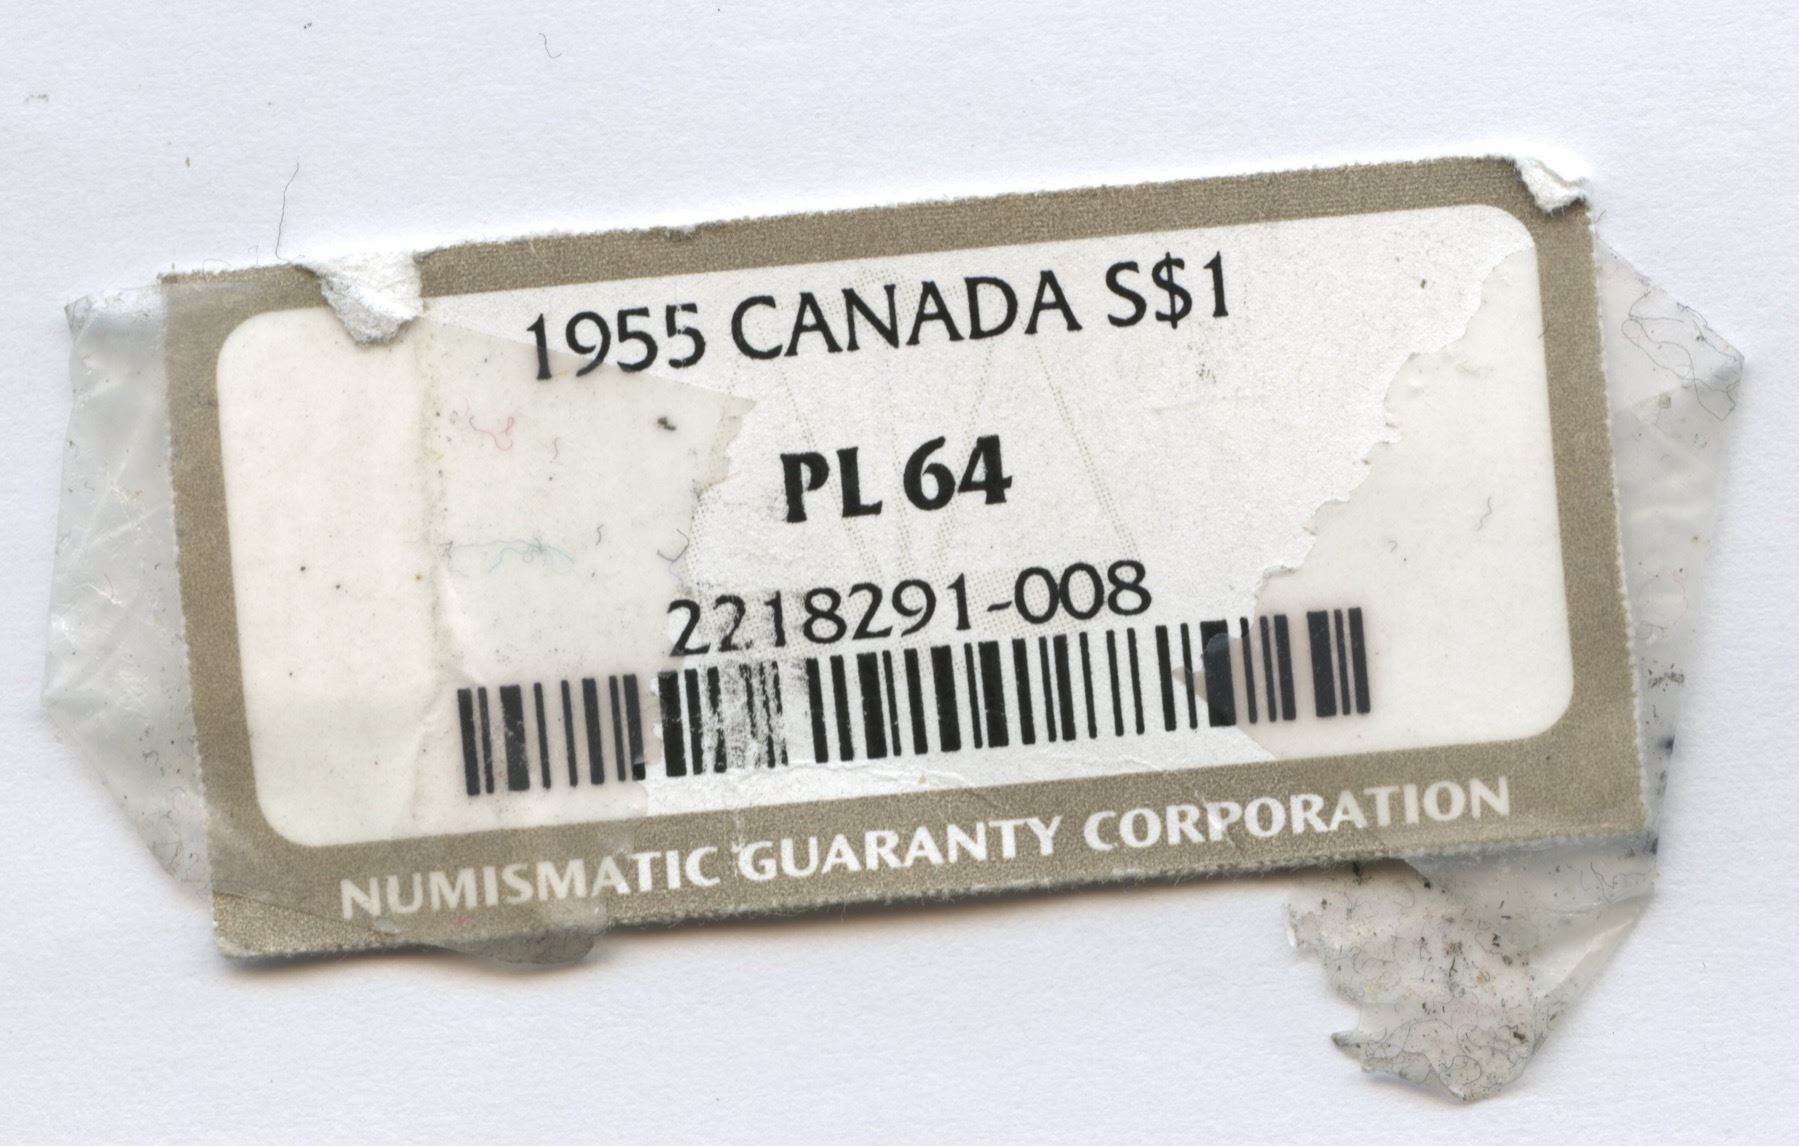 1955 CANADA S$1
PL 64
2218291-008
NUMISMATIC GUARANTY CORPORATION